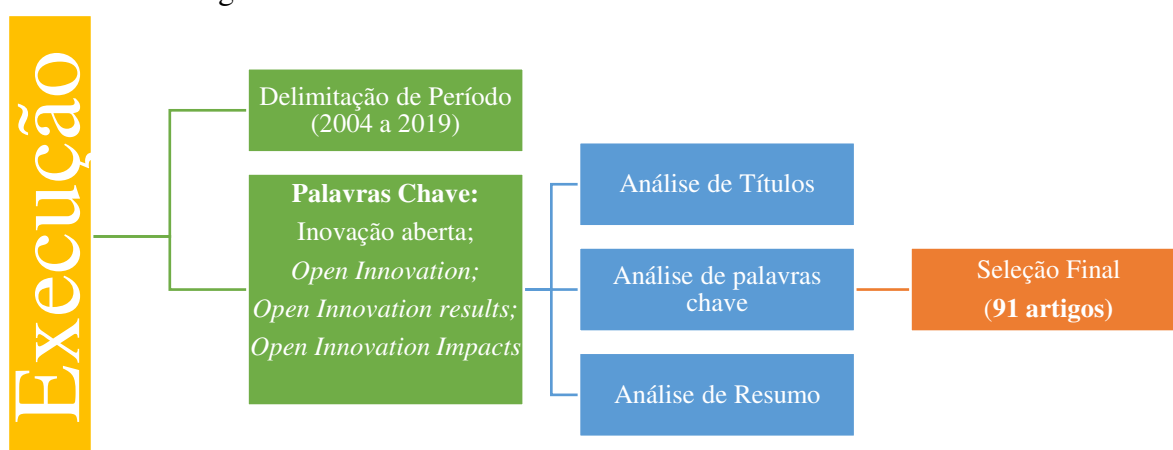 Execução
Delimitação de Período
(2004 a 2019)
Palavras Chave:
Inovação aberta;
Open Innovation;
Open Innovation results;
Open Innovation Impacts
Análise de Títulos
Análise de palavras
chave
Análise de Resumo
Seleção Final
(91 artigos)